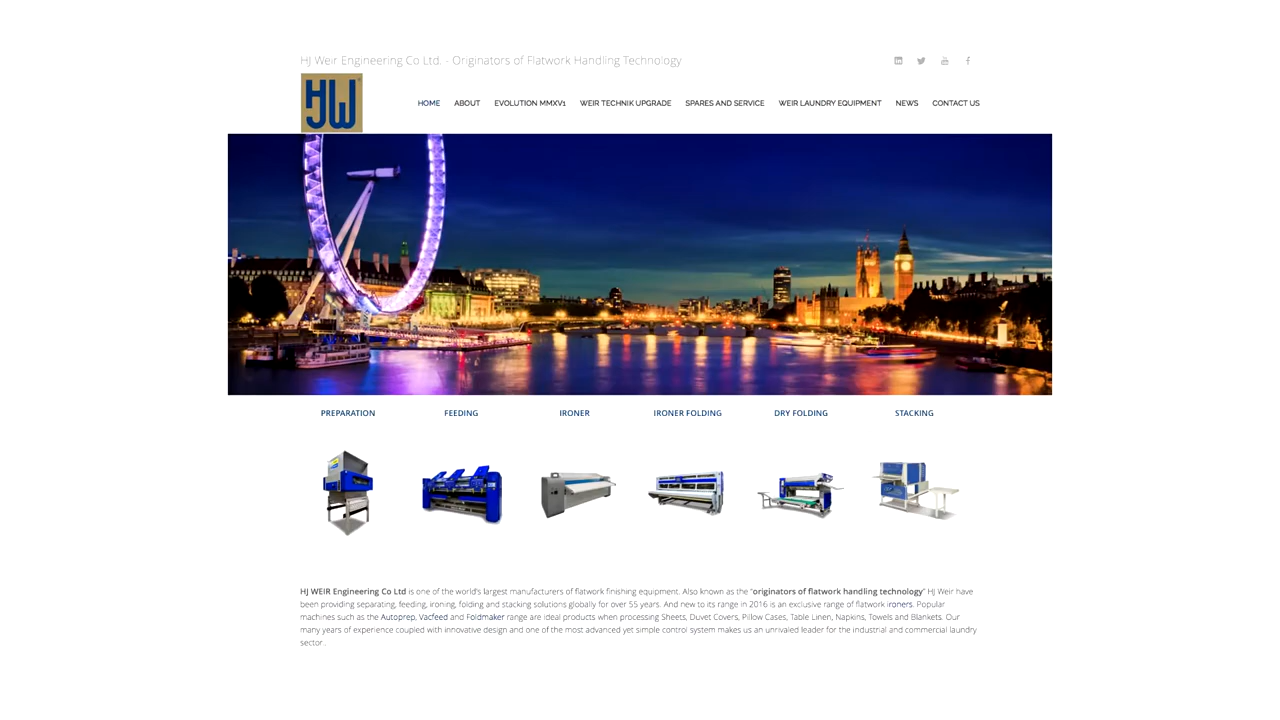 HJ Weir Engineering Co Ltd. - Originators of Flatwork Handling Technology
HJW
HOME ABOUT EVOLUTION MMXV1 WEIR TECHNIK UPGRADE SPARES AND SERVICE WEIR LAUNDRY EQUIPMENT NEWS CONTACT US
PREPARATION FEEDING IRONER IRONER FOLDING DRY FOLDING STACKING
HJ WEIR Engineering Co Ltd is one of the world's largest manufacturers of flatwork finishing equipment. Also known as the "originators of flatwork handling technology" HJ Weir have
been providing separating, feeding, ironing, folding and stacking solutions globally for over 55 years. And new to its range in 2016 is an exclusive range of flatwork ironers. Popular
machines such as the Autoprep, Vacfeed and Foldmaker range are ideal products when processing Sheets, Duvet Covers, Pillow Cases, Table Linen, Napkins, Towels and Blankets. Our
many years of experience coupled with innovative design and one of the most advanced yet simple control system makes us an unrivaled leader for the industrial and commercial laundry
sector .